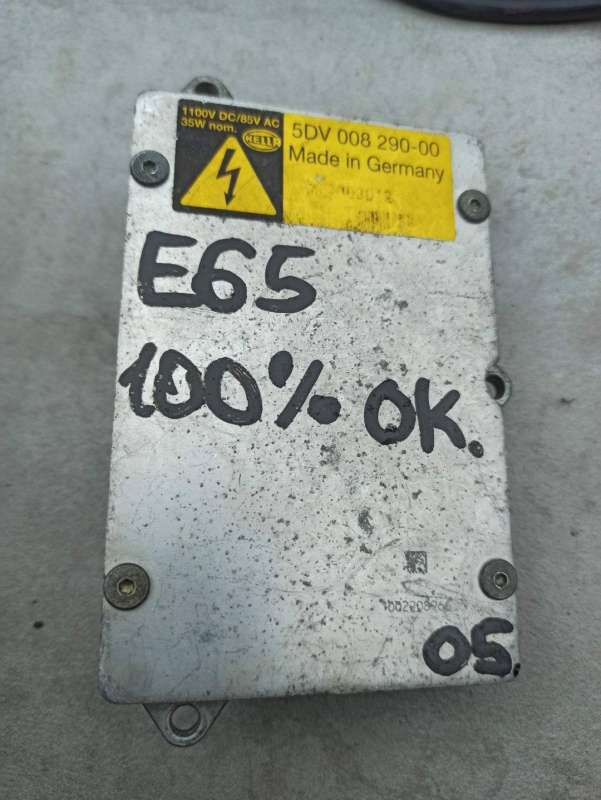 1100V DC/85V AC
35W nom.
HELLA
5DV 008 290-00
Made in Germany
E65
100% OK.
05.